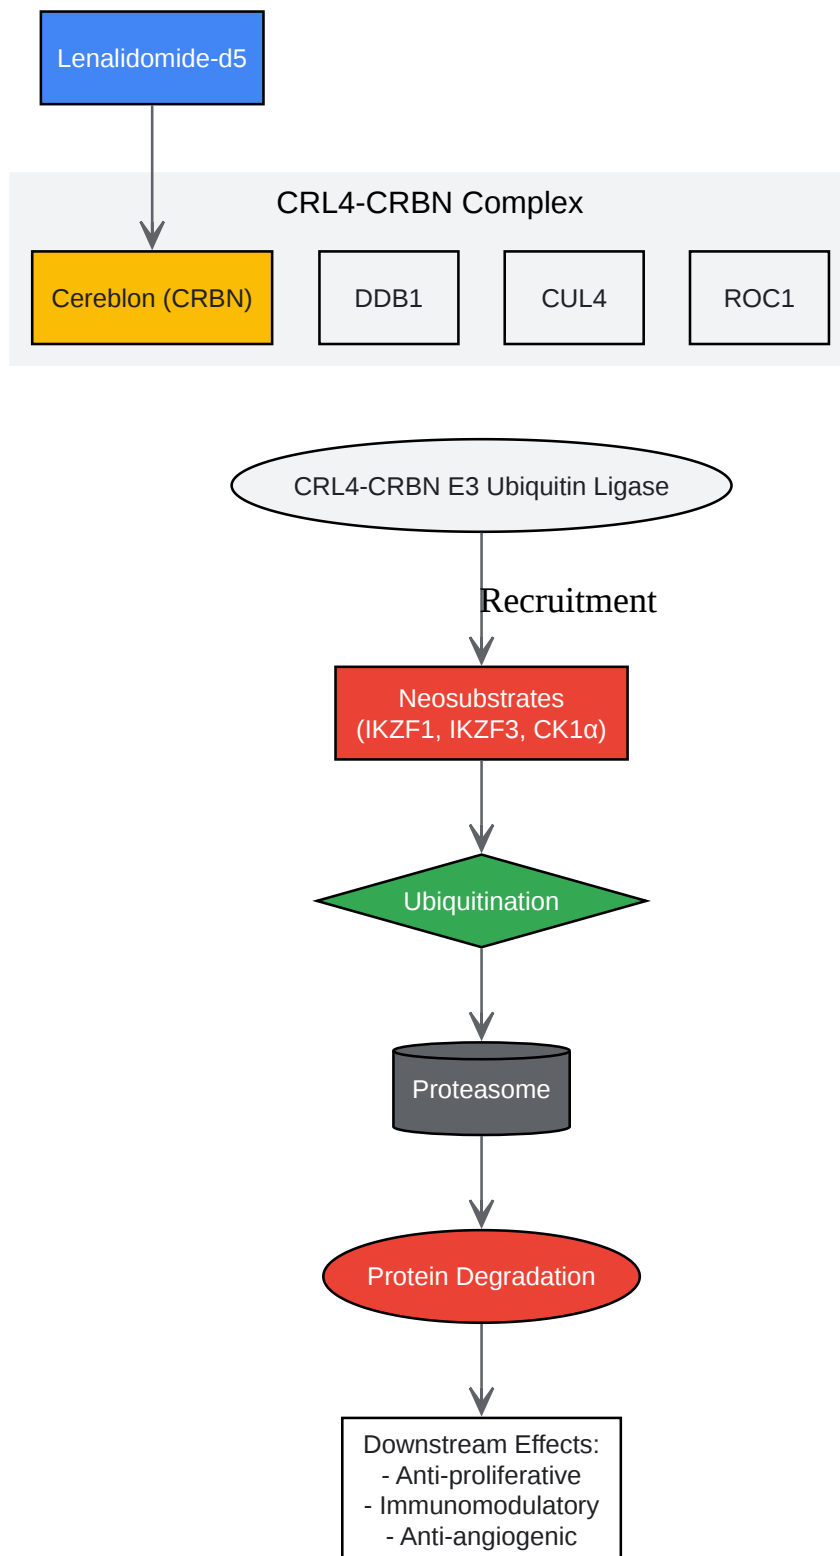 Lenalidomide-d5
CRL4-CRBN Complex
Cereblon (CRBN)
DDB1
CUL4
ROC1
CRL4-CRBN E3 Ubiquitin Ligase
Recruitment
Neosubstrates
(IKZF1, IKZF3, CK1α)
Ubiquitination
Proteasome
Protein Degradation
Downstream Effects:
- Anti-proliferative
- Immunomodulatory
- Anti-angiogenic